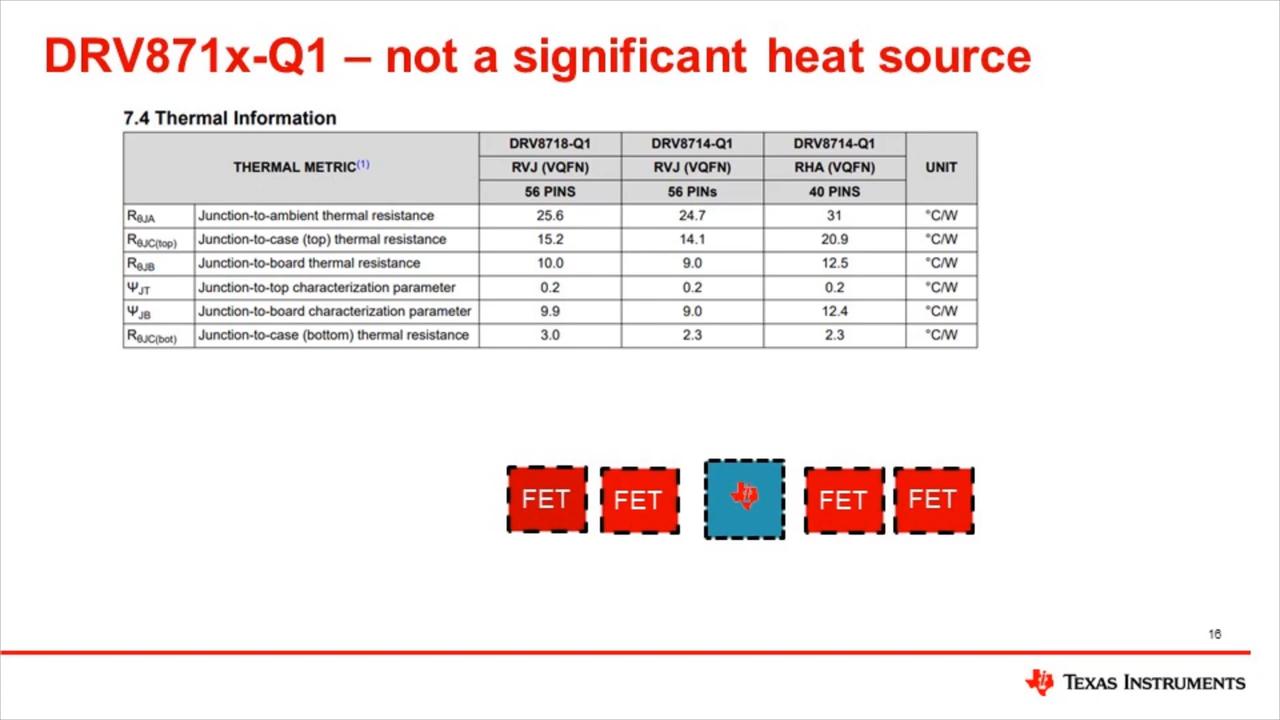 DRV871x-Q1 – not a significant heat source
7.4 Thermal Information
THERMAL METRIC(1) DRV8718-Q1 DRV8714-Q1 DRV8714-Q1 UNIT
RVJ (VQFN) RVJ (VQFN) RHA (VQFN)
56 PINS 56 PINs 40 PINS
RθJA Junction-to-ambient thermal resistance 25.6 24.7 31 °C/W
RθJC(top) Junction-to-case (top) thermal resistance 15.2 14.1 20.9 °C/W
RθJB Junction-to-board thermal resistance 10.0 9.0 12.5 °C/W
ΨJT Junction-to-top characterization parameter 0.2 0.2 0.2 °C/W
ΨJB Junction-to-board characterization parameter 9.9 9.0 12.4 °C/W
RθJC(bot) Junction-to-case (bottom) thermal resistance 3.0 2.3 2.3 °C/W
FET FET FET FET
16
TEXAS INSTRUMENTS